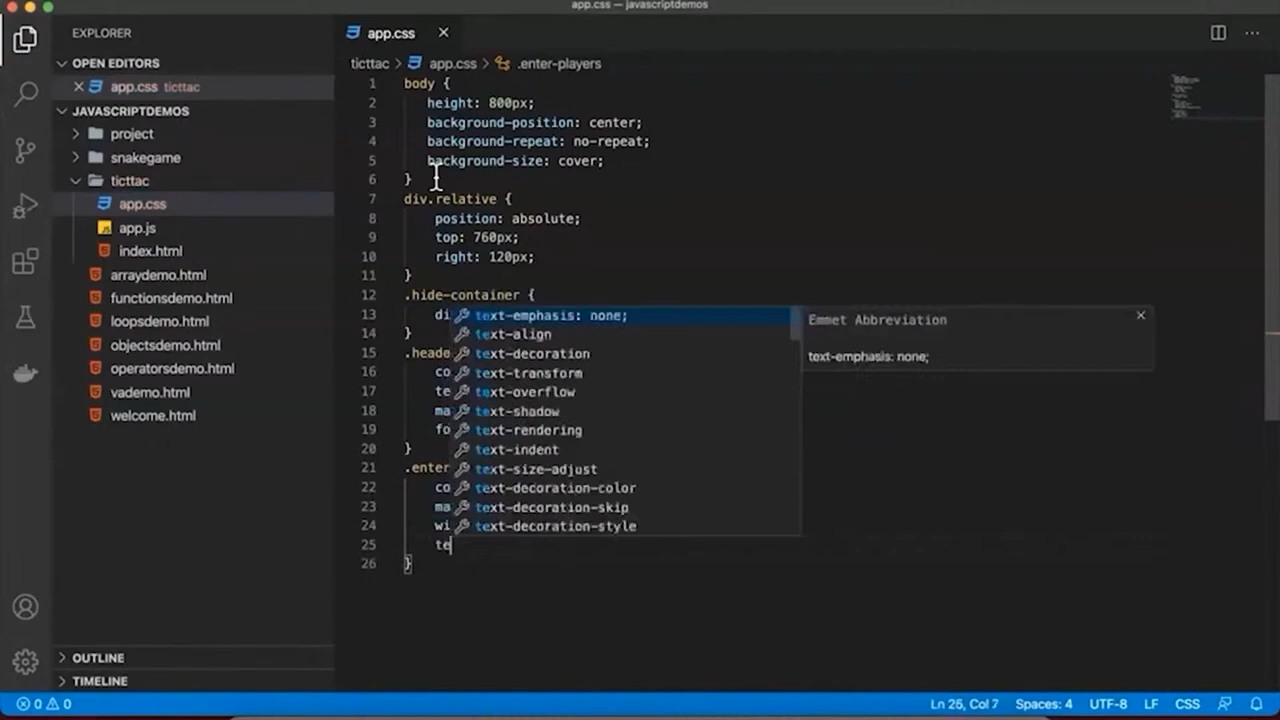 app.css — javascriptdemos
EXPLORER
OPEN EDITORS
app.css ticttac
JAVASCRIPTDEMOS
project
snakegame
ticttac
app.css
app.js
index.html
arraydemo.html
functionsdemo.html
loopsdemo.html
objectsdemo.html
operatorsdemo.html
vademo.html
welcome.html
OUTLINE
TIMELINE
app.css
ticttac > app.css > .enter-players
1 body {
2 height: 800px;
3 background-position: center;
4 background-repeat: no-repeat;
5 background-size: cover;
6 }
7 div.relative {
8 position: absolute;
9 top: 760px;
10 right: 120px;
11 }
12 .hide-container {
13 di
14 }
15 .heade
16 co
17 te
18 ma
19 fo
20 }
21 .enter
22 co
23 ma
24 wi
25 te
26 }
text-emphasis: none;
text-align
text-decoration
text-transform
text-overflow
text-shadow
text-rendering
text-indent
text-size-adjust
text-decoration-color
text-decoration-skip
text-decoration-style
Emmet Abbreviation
text-emphasis: none;
0 0
Ln 25, Col 7
Spaces: 4
UTF-8
LF
CSS